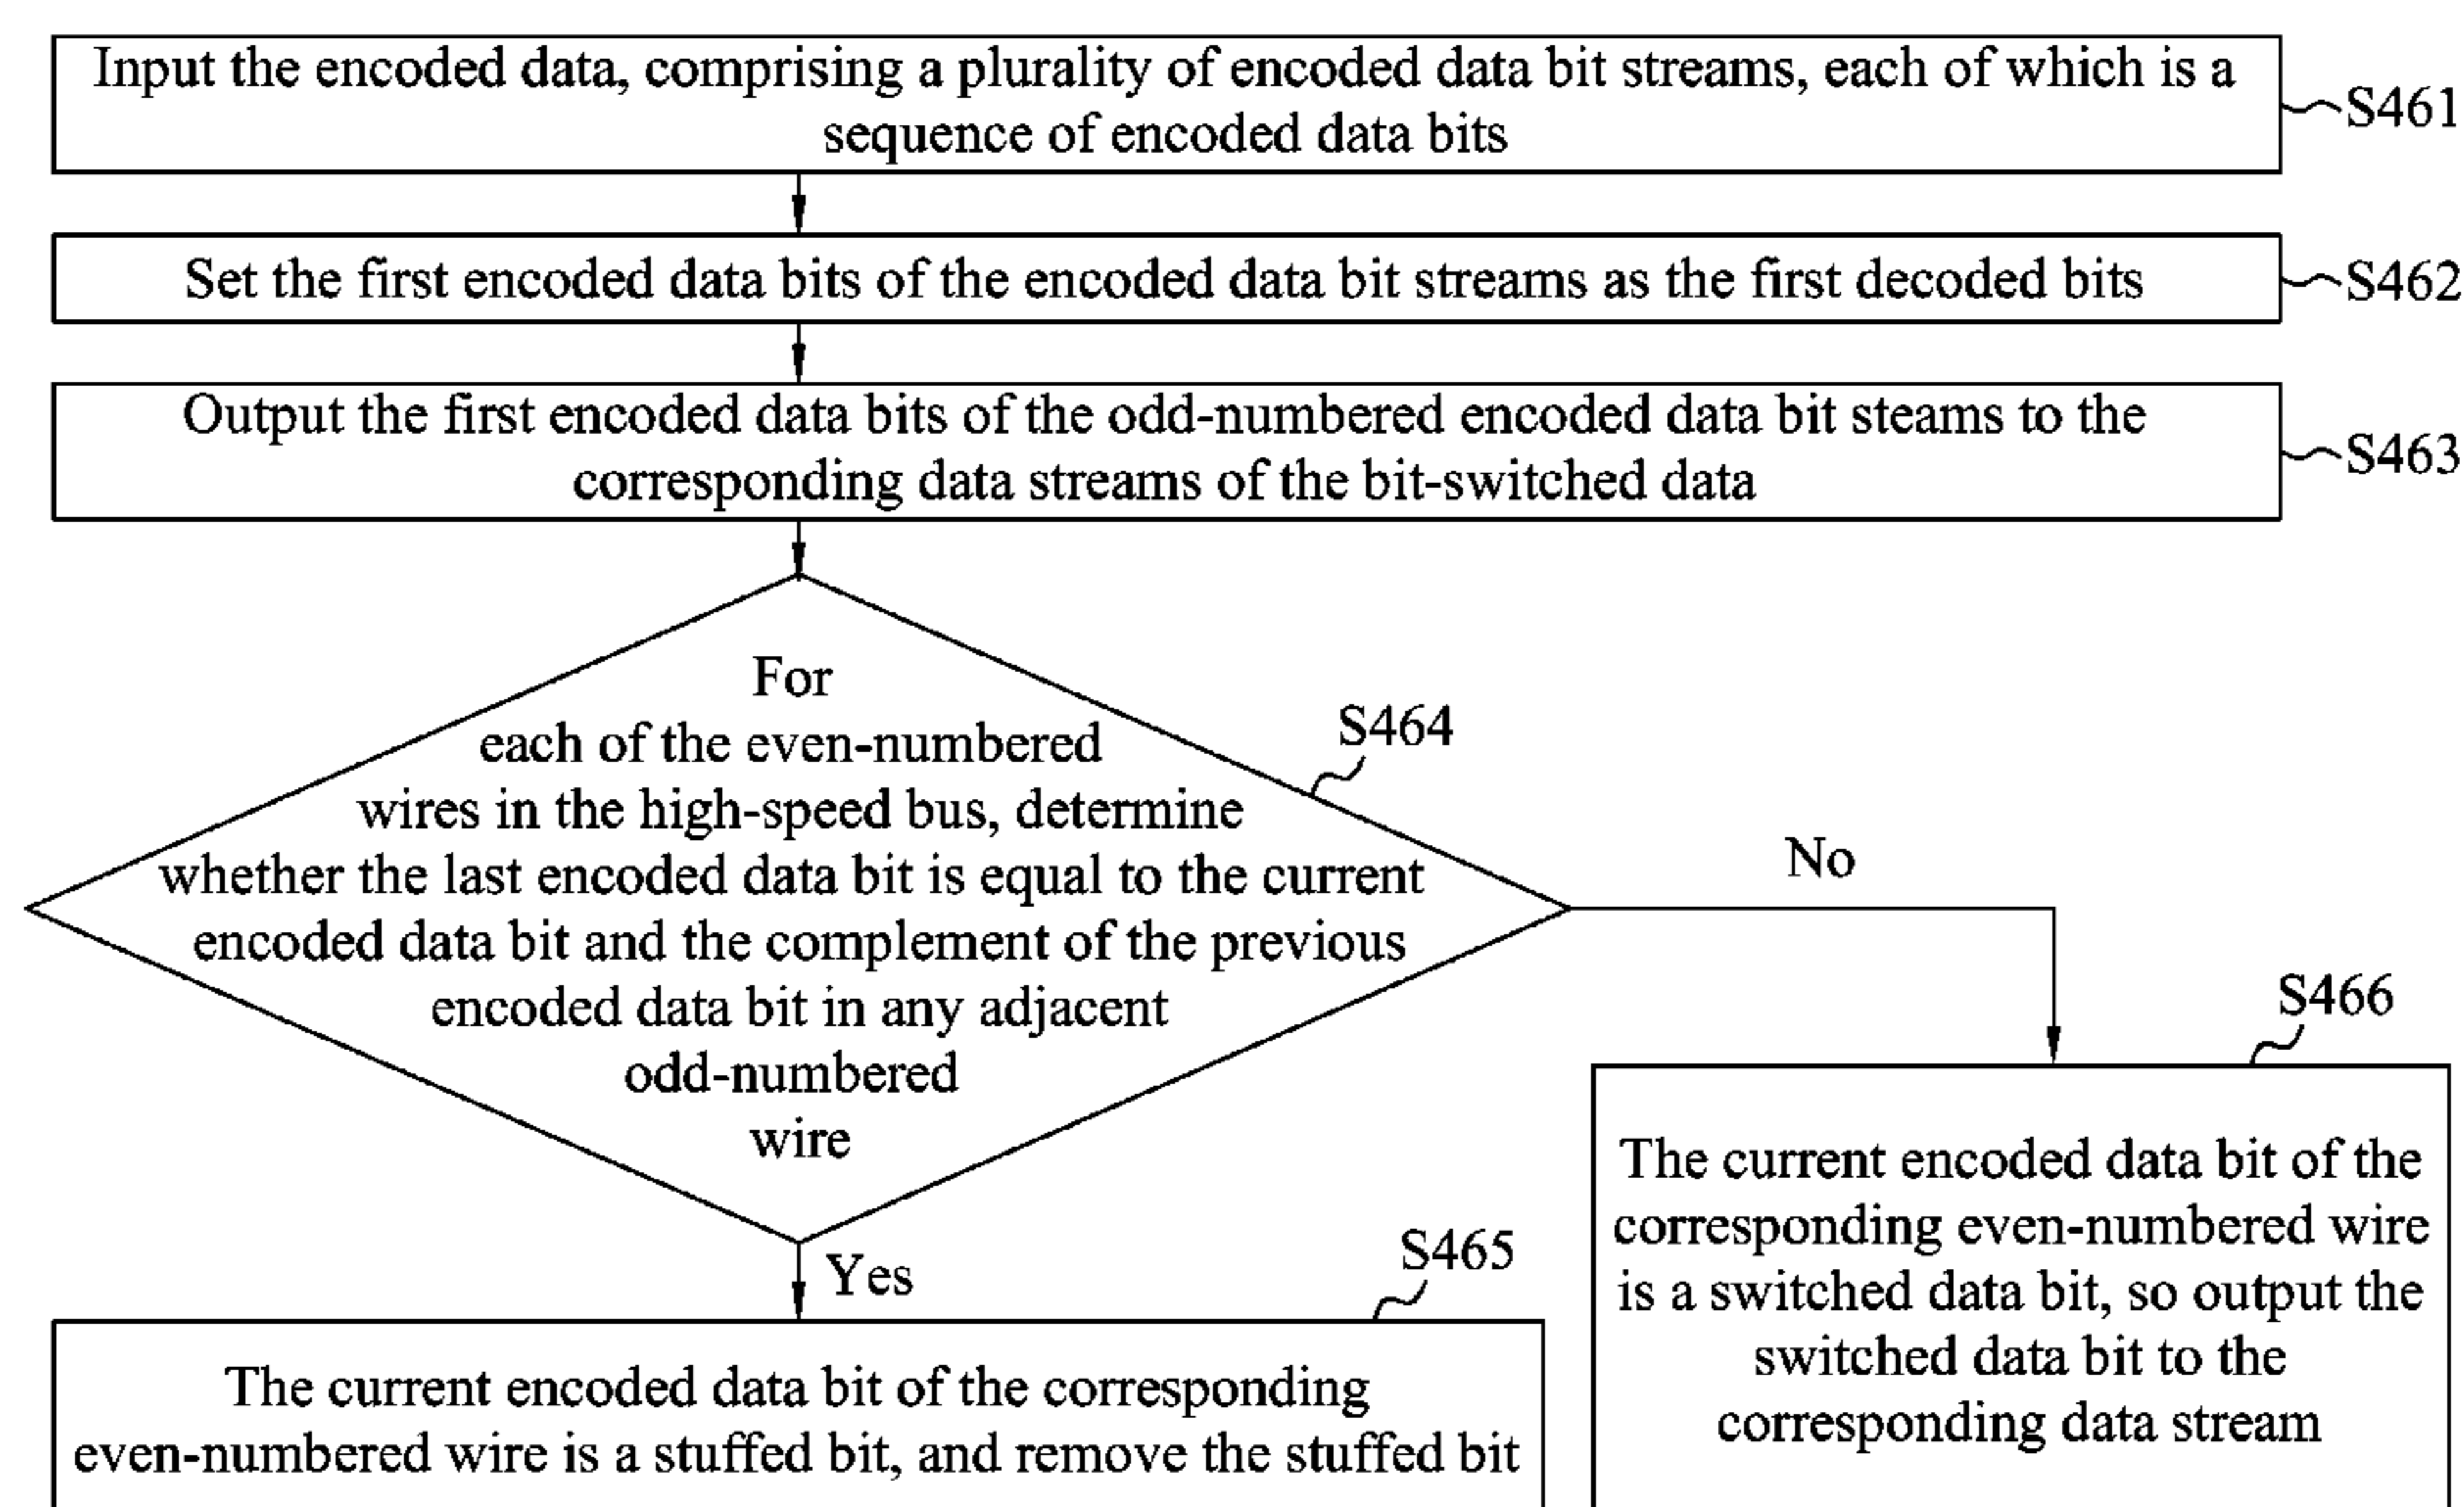 Input the encoded data, comprising a plurality of encoded data bit streams, each of which is a
sequence of encoded data bits
S461
Set the first encoded data bits of the encoded data bit streams as the first decoded bits
S462
Output the first encoded data bits of the odd-numbered encoded data bit steams to the
corresponding data streams of the bit-switched data
S463
For
each of the even-numbered
wires in the high-speed bus, determine
whether the last encoded data bit is equal to the current
encoded data bit and the complement of the previous
encoded data bit in any adjacent
odd-numbered
wire
S464
No
Yes
S465
The current encoded data bit of the corresponding
even-numbered wire is a stuffed bit, and remove the stuffed bit
S466
The current encoded data bit of the
corresponding even-numbered wire
is a switched data bit, so output the
switched data bit to the
corresponding data stream